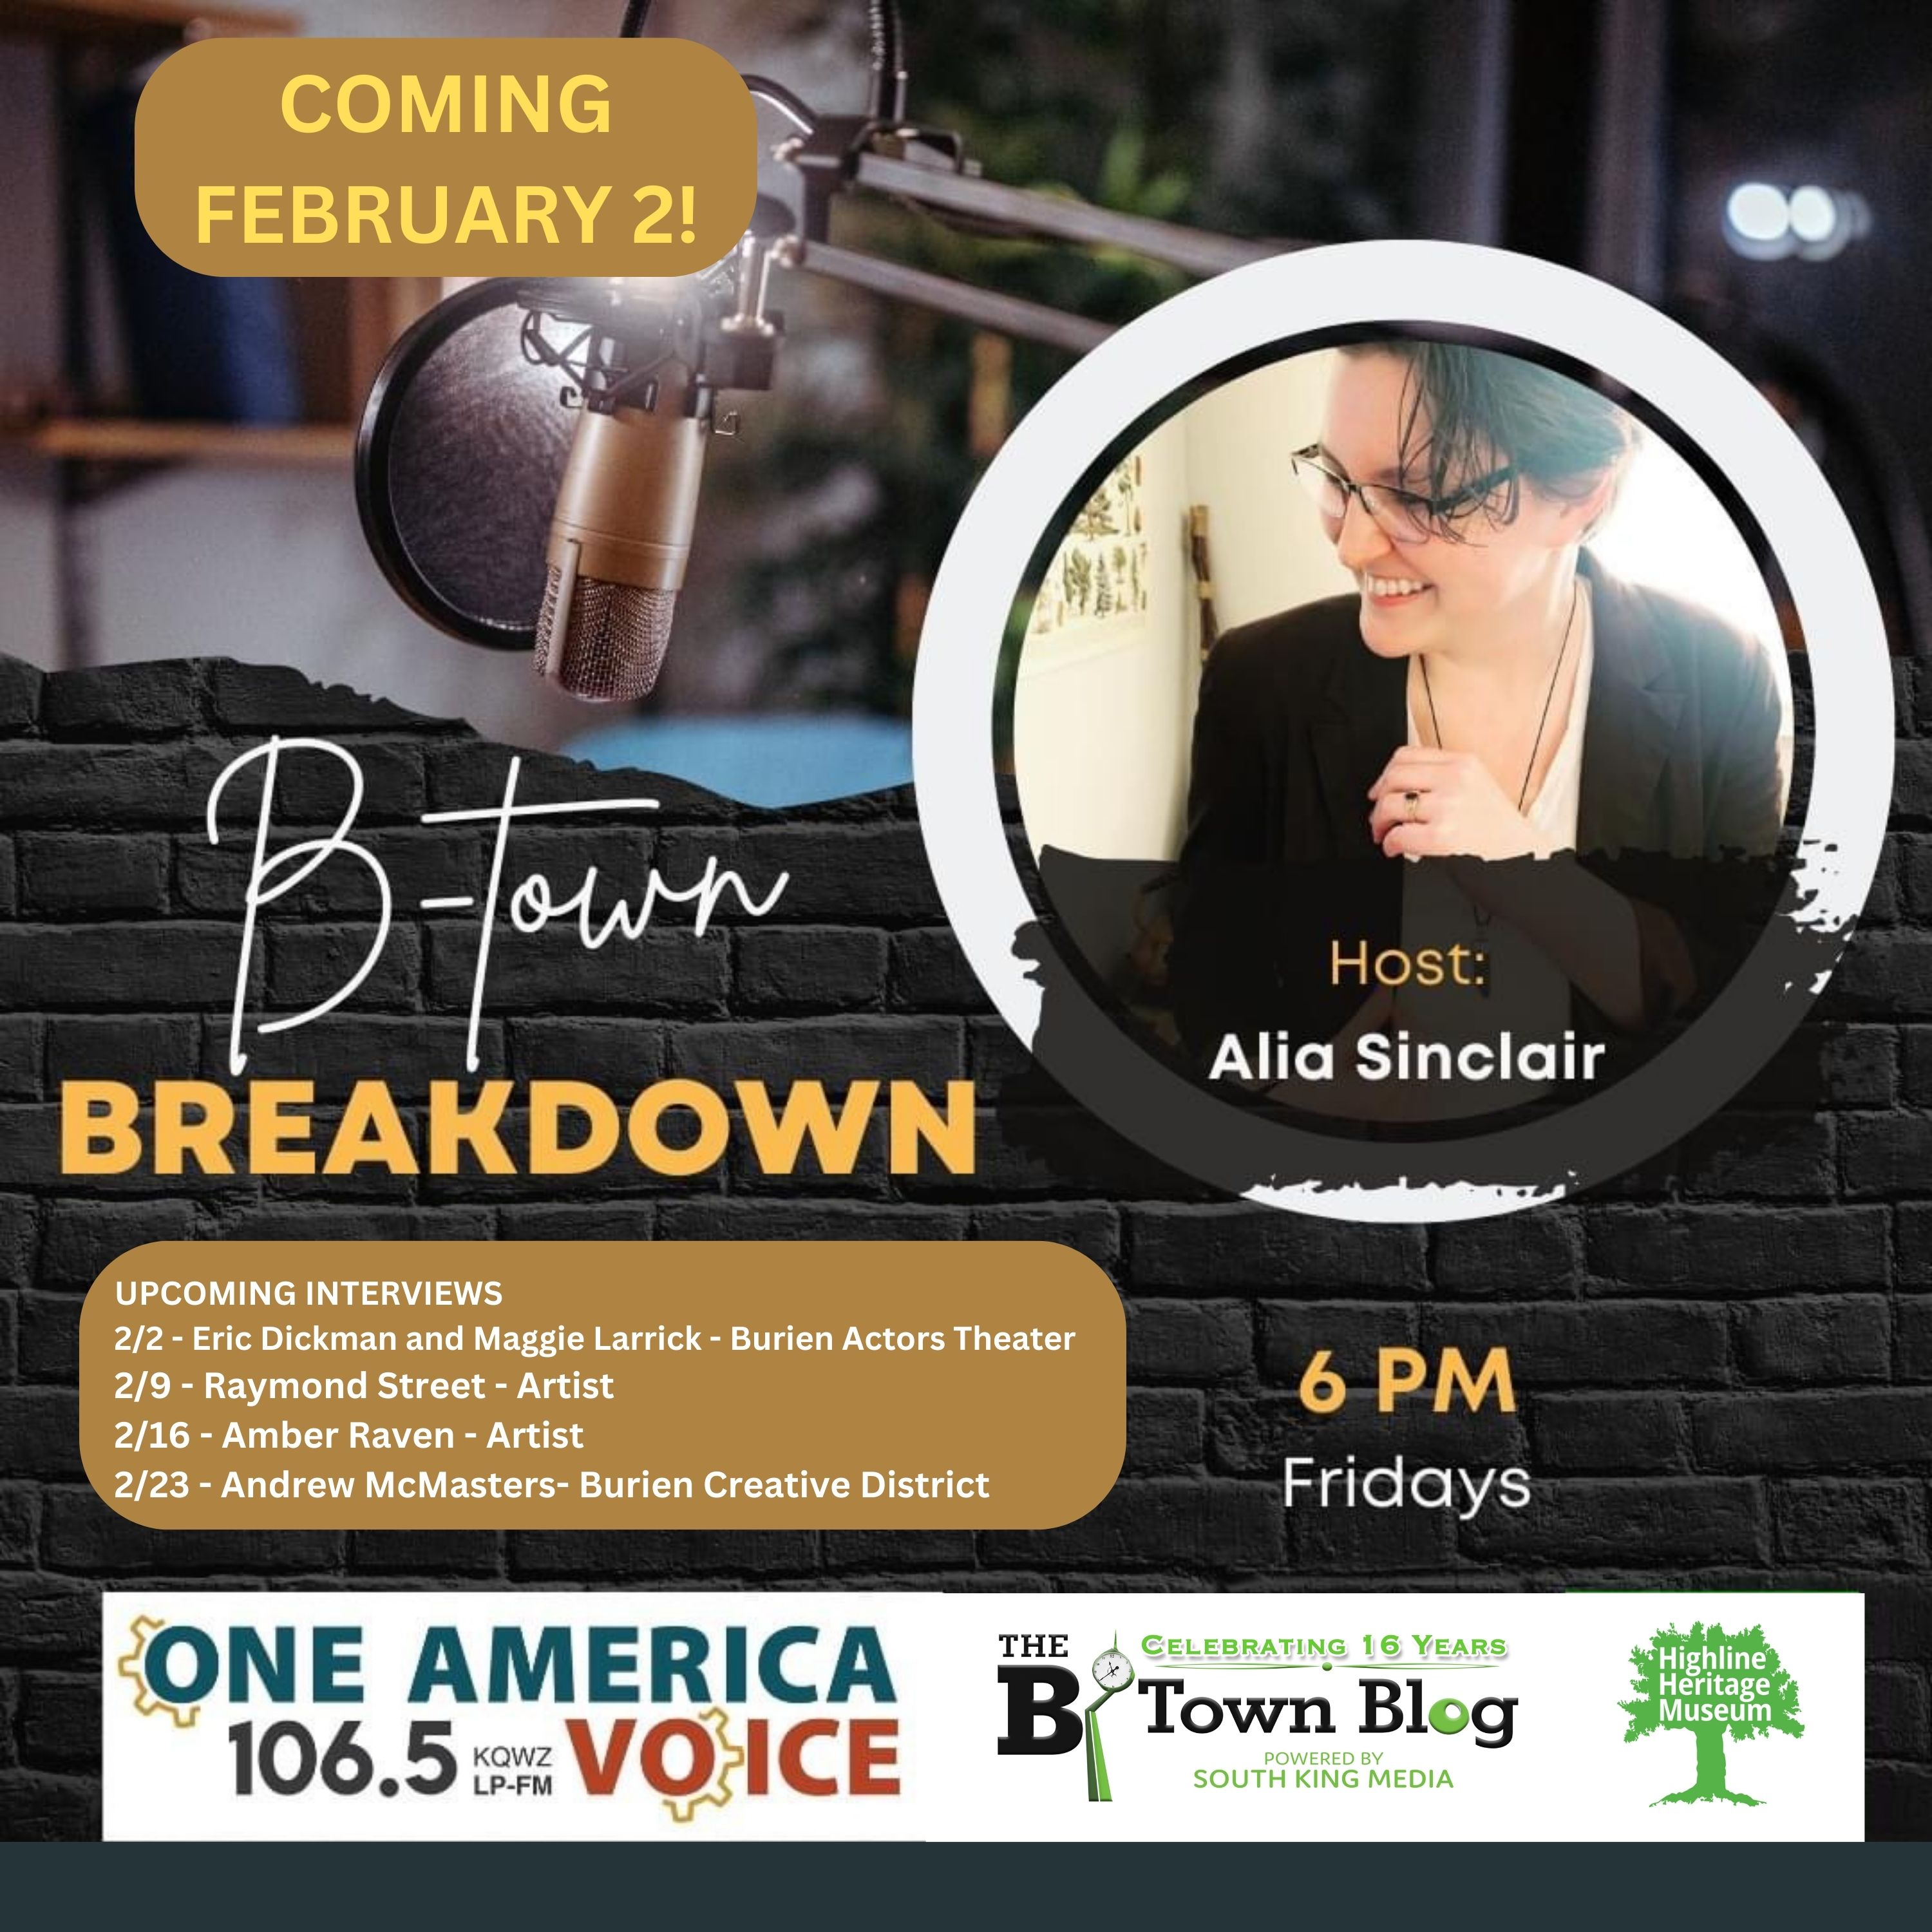 COMING
FEBRUARY 2!
B-town
BREAKDOWN
Host:
Alia Sinclair
UPCOMING INTERVIEWS
2/2 - Eric Dickman and Maggie Larrick - Burien Actors Theater
2/9 - Raymond Street - Artist
2/16 - Amber Raven - Artist
2/23 - Andrew McMasters- Burien Creative District
6 PM
Fridays
ONE AMERICA
106.5 KQWZ LP-FM VOICE
THE
B Town Blog
CELEBRATING 16 YEARS
POWERED BY
SOUTH KING MEDIA
Highline
Heritage
Museum